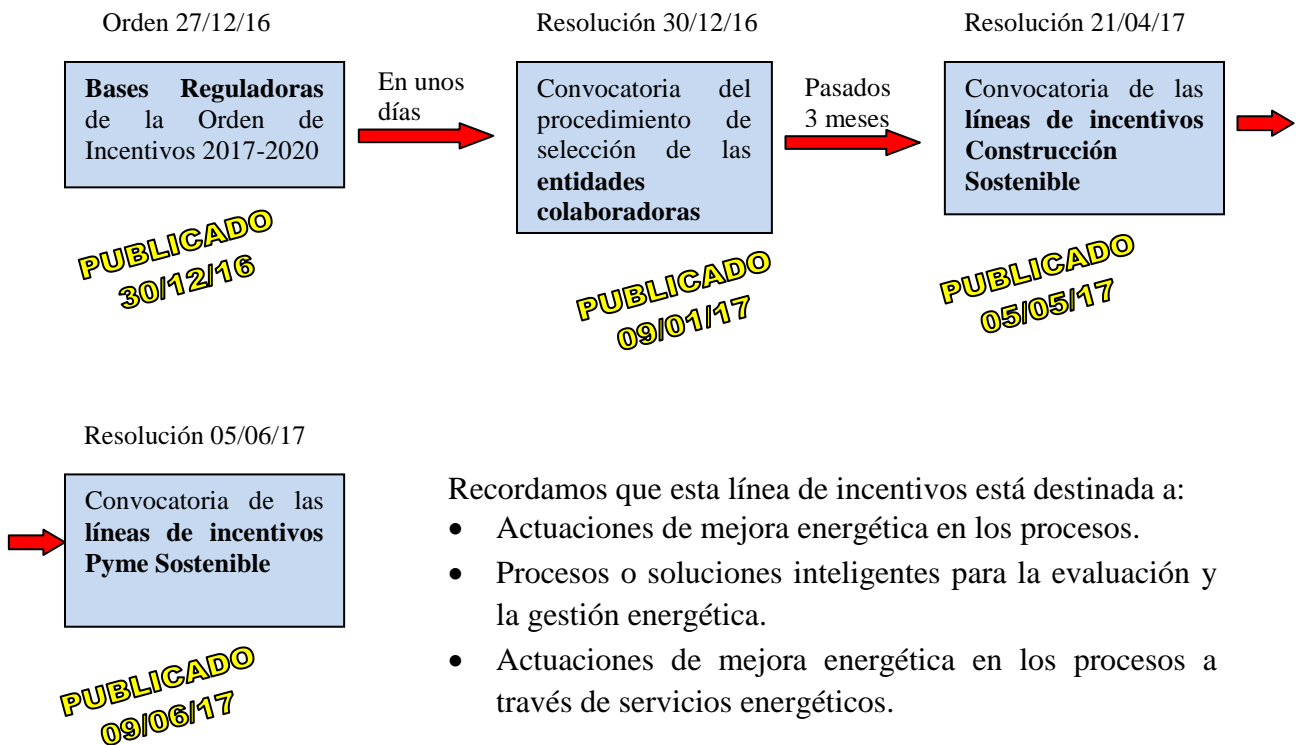 Orden 27/12/16
Bases Reguladoras
de la Orden de
Incentivos 2017-2020
PUBLICADO
30/12/16
En unos
días
Resolución 30/12/16
Convocatoria del
procedimiento de
selección de las
entidades
colaboradoras
PUBLICADO
09/01/17
Pasados
3 meses
Resolución 21/04/17
Convocatoria de las
líneas de incentivos
Construcción
Sostenible
PUBLICADO
05/05/17
Resolución 05/06/17
Convocatoria de las
líneas de incentivos
Pyme Sostenible
PUBLICADO
09/06/17
Recordamos que esta línea de incentivos está destinada a:
• Actuaciones de mejora energética en los procesos.
• Procesos o soluciones inteligentes para la evaluación y
la gestión energética.
• Actuaciones de mejora energética en los procesos a
través de servicios energéticos.